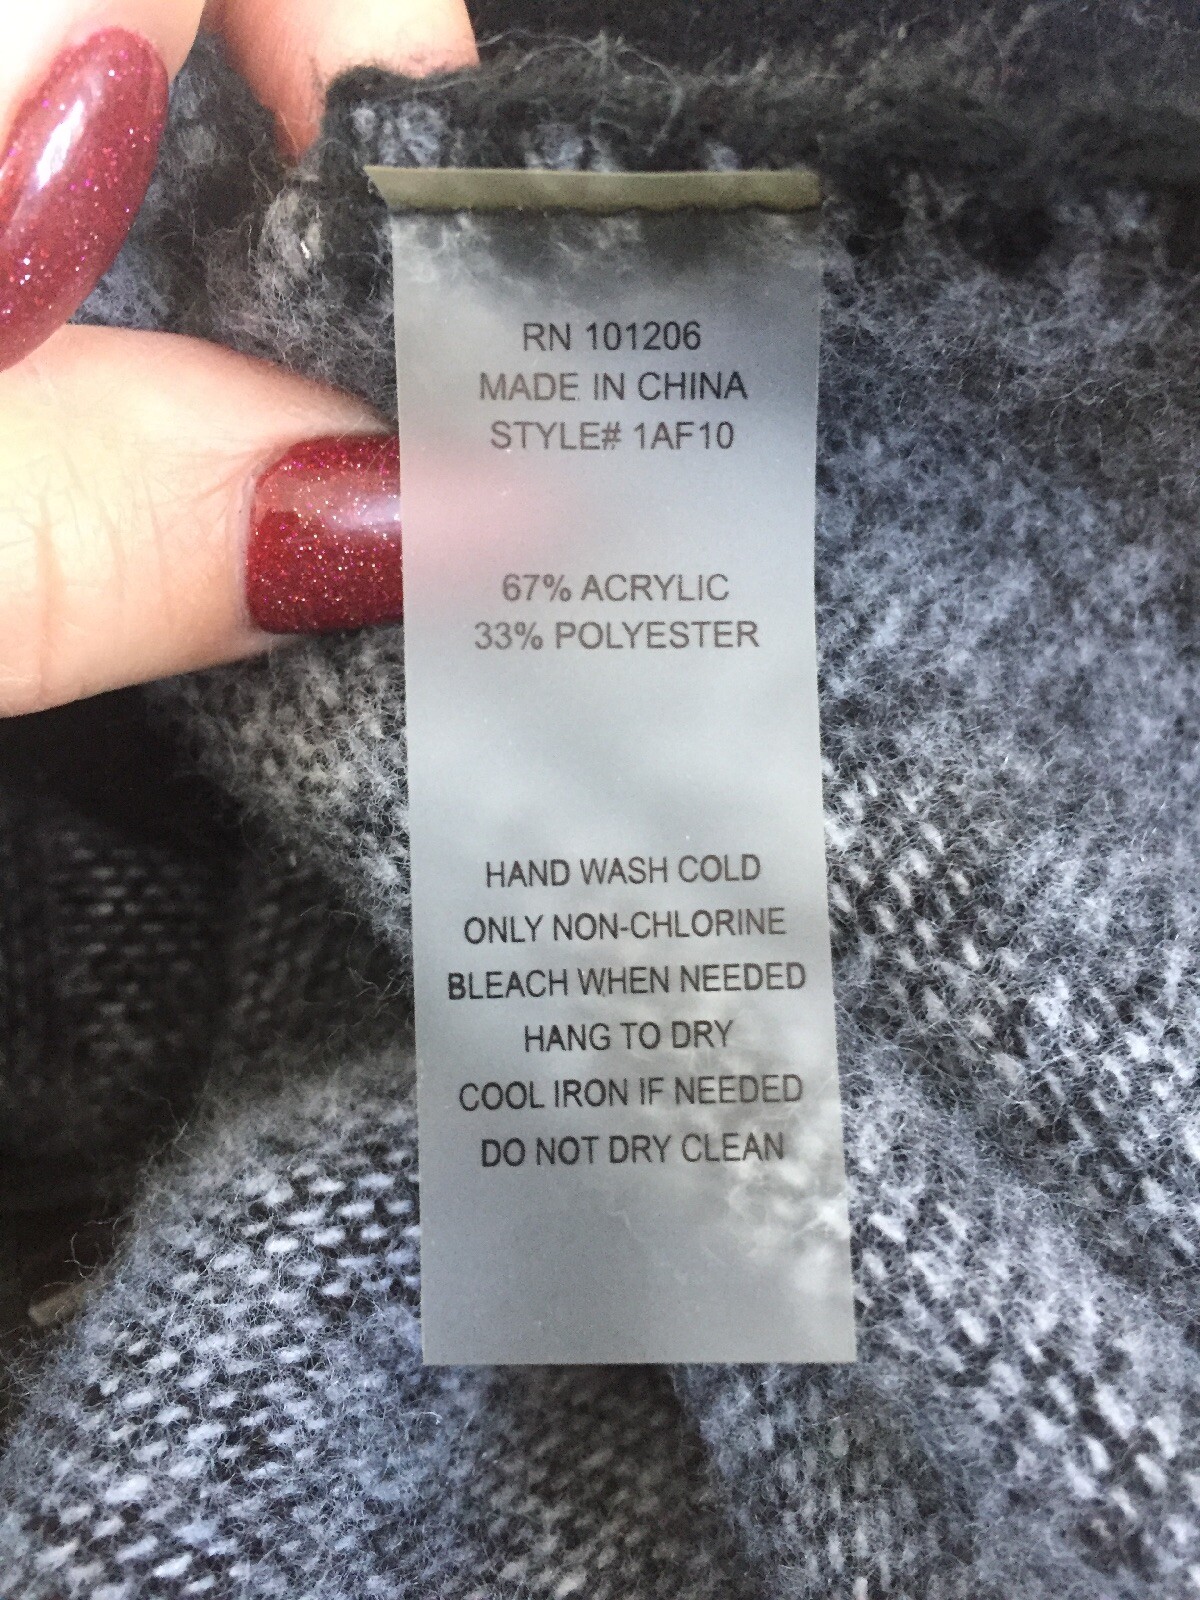 RN 101206
MADE IN CHINA
STYLE# 1AF10
67% ACRYLIC
33% POLYESTER
HAND WASH COLD
ONLY NON-CHLORINE
BLEACH WHEN NEEDED
HANG TO DRY
COOL IRON IF NEEDED
DO NOT DRY CLEAN